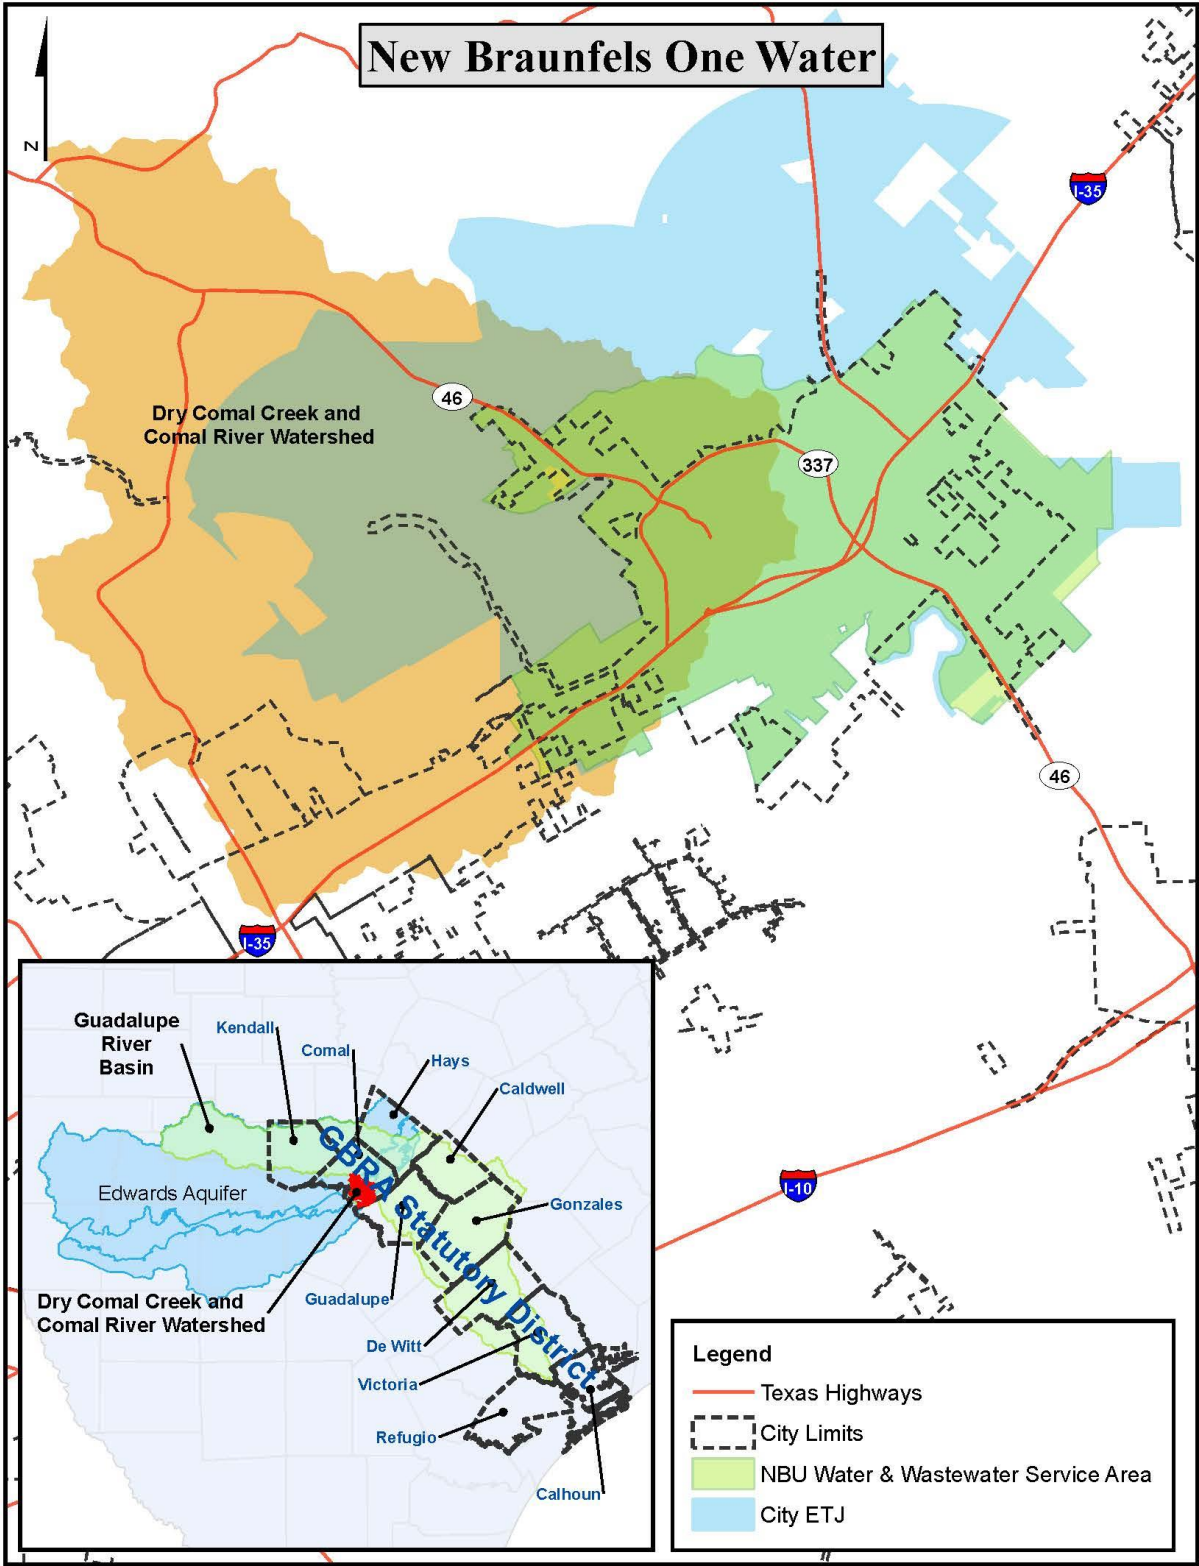 New Braunfels One Water
N
I-35
46
Dry Comal Creek and
Comal River Watershed
337
46
I-35
Guadalupe
River
Basin
Kendall
Comal
Hays
Caldwell
Edwards Aquifer
GBRA Statutory District
Gonzales
Dry Comal Creek and
Comal River Watershed
Guadalupe
De Witt
Victoria
Refugio
Calhoun
I-10
Legend
Texas Highways
City Limits
NBU Water & Wastewater Service Area
City ETJ